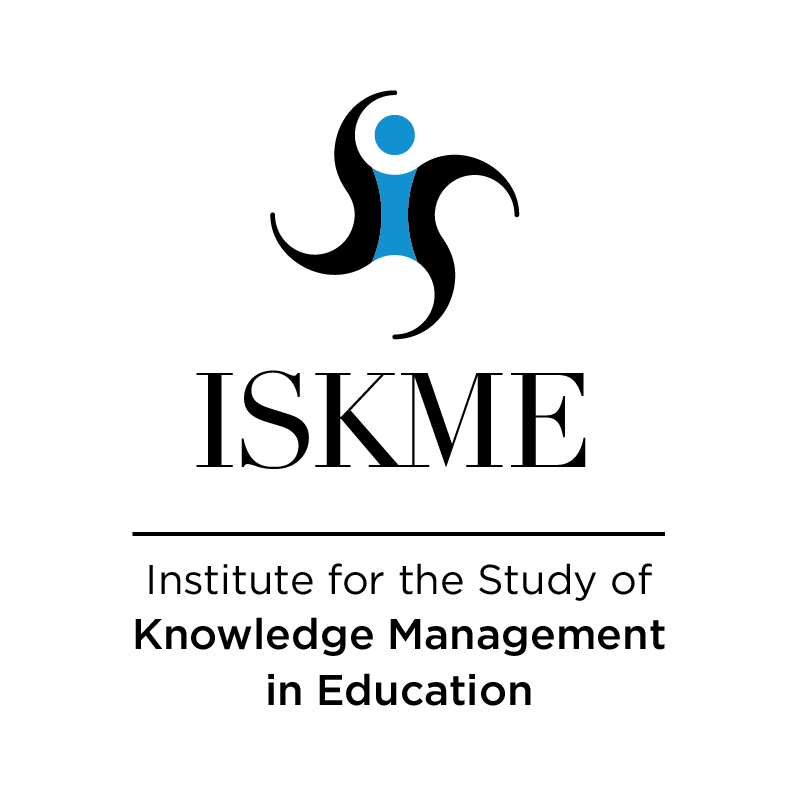 ISKME
Institute for the Study of
Knowledge Management
in Education